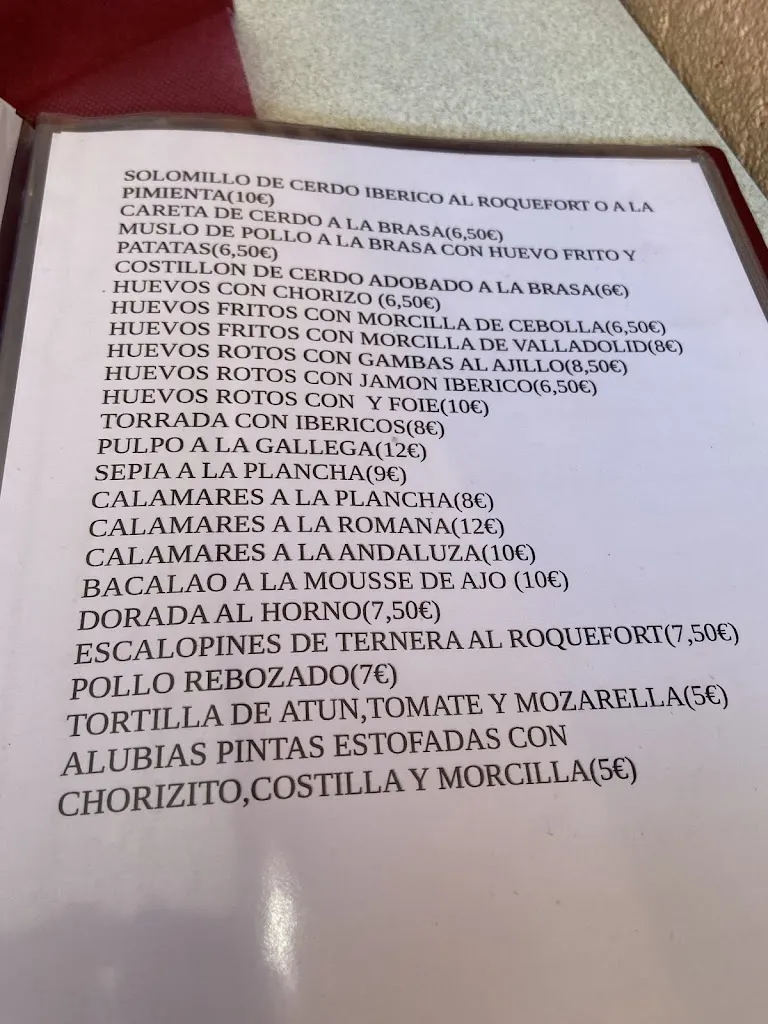 SOLOMILLO DE CERDO IBERICO AL ROQUEFORT O A LA
PIMIENTA(10€)
CARETA DE CERDO A LA BRASA(6,50€)
MUSLO DE POLLO A LA BRASA CON HUEVO FRITO Y
PATATAS(6,50€)
COSTILLON DE CERDO ADOBADO A LA BRASA(6€)
HUEVOS CON CHORIZO (6,50€)
HUEVOS FRITOS CON MORCILLA DE CEBOLLA(6,50€)
HUEVOS FRITOS CON MORCILLA DE VALLADOLID(8€)
HUEVOS ROTOS CON GAMBAS AL AJILLO(8,50€)
HUEVOS ROTOS CON JAMON IBERICO(6,50€)
HUEVOS ROTOS CON  Y FOIE(10€)
TORRADA CON IBERICOS(8€)
PULPO A LA GALLEGA(12€)
SEPIA A LA PLANCHA(9€)
CALAMARES A LA PLANCHA(8€)
CALAMARES A LA ROMANA(12€)
CALAMARES A LA ANDALUZA(10€)
BACALAO A LA MOUSSE DE AJO (10€)
DORADA AL HORNO(7,50€)
ESCALOPINES DE TERNERA AL ROQUEFORT(7,50€)
POLLO REBOZADO(7€)
TORTILLA DE ATUN,TOMATE Y MOZARELLA(5€)
ALUBIAS PINTAS ESTOFADAS CON
CHORIZITO,COSTILLA Y MORCILLA(5€)